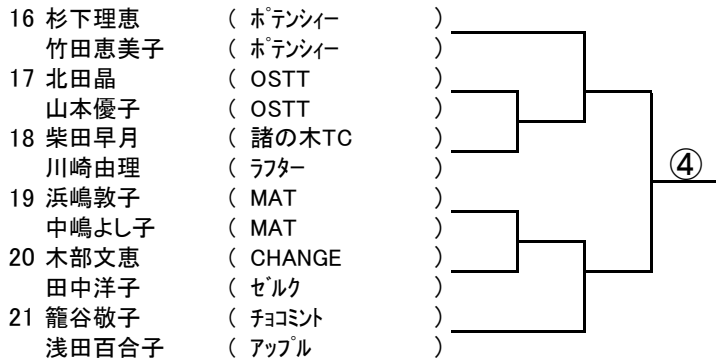 16 杉下理恵 ( ポテンシィー )
竹田恵美子 ( ポテンシィー )
17 北田晶 ( OSTT )
山本優子 ( OSTT )
18 柴田早月 ( 諸の木TC )
川崎由理 ( ラフター )
④
19 浜嶋敦子 ( MAT )
中嶋よし子 ( MAT )
20 木部文恵 ( CHANGE )
田中洋子 ( ゼルク )
21 籠谷敬子 ( チョコミント )
浅田百合子 ( アップル )